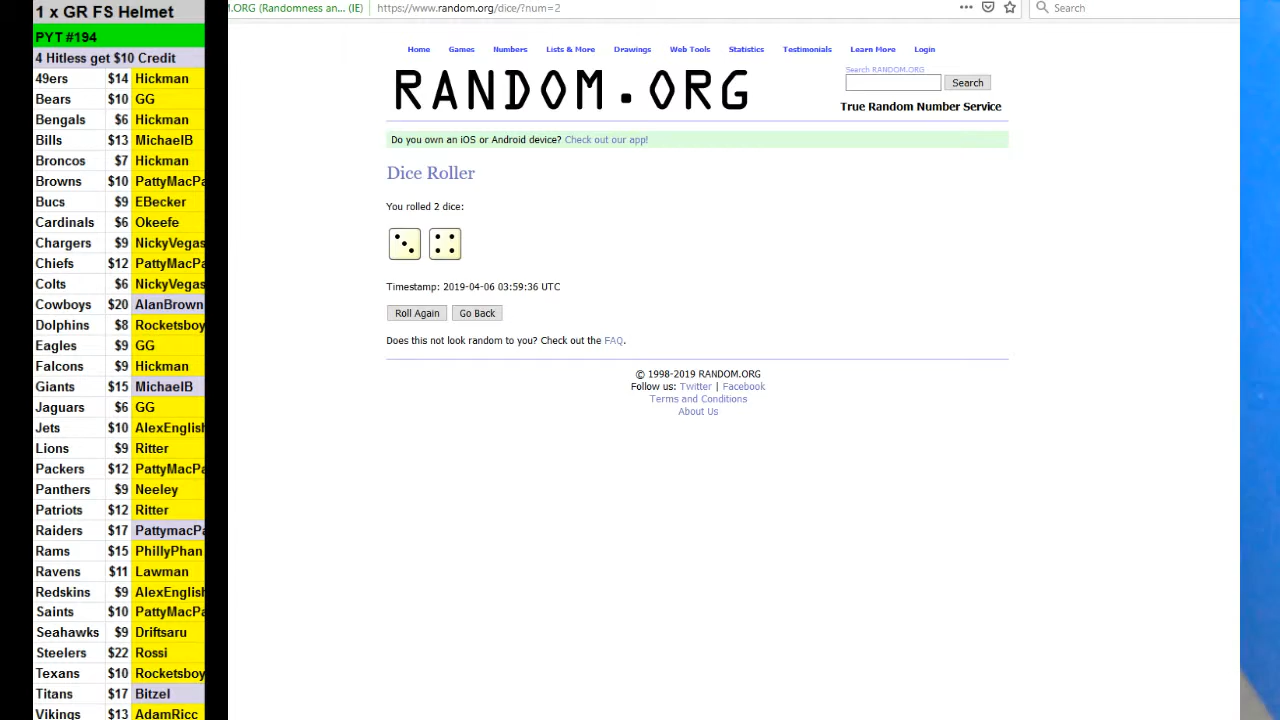 1 x GR FS Helmet
PYT #194
4 Hitless get $10 Credit
49ers $14 Hickman
Bears $10 GG
Bengals $6 Hickman
Bills $13 MichaelB
Broncos $7 Hickman
Browns $10 PattyMacPa
Bucs $9 EBecker
Cardinals $6 Okeefe
Chargers $9 NickyVegas
Chiefs $12 PattyMacPa
Colts $6 NickyVegas
Cowboys $20 AlanBrown
Dolphins $8 Rocketsboy
Eagles $9 GG
Falcons $9 Hickman
Giants $15 MichaelB
Jaguars $6 GG
Jets $10 AlexEnglish
Lions $9 Ritter
Packers $12 PattyMacPa
Panthers $9 Neeley
Patriots $12 Ritter
Raiders $17 PattymacPa
Rams $15 PhillyPhan
Ravens $11 Lawman
Redskins $9 AlexEnglish
Saints $10 PattyMacPa
Seahawks $9 Driftsaru
Steelers $22 Rossi
Texans $10 Rocketsboy
Titans $17 Bitzel
Vikings $13 AdamRicc
M.ORG (Randomness an... (IE) https://www.random.org/dice/?num=2 Search
Home Games Numbers Lists & More Drawings Web Tools Statistics Testimonials Learn More Login
RANDOM.ORG
Search RANDOM.ORG
Search
True Random Number Service
Do you own an iOS or Android device? Check out our app!
Dice Roller
You rolled 2 dice:
Timestamp: 2019-04-06 03:59:36 UTC
Roll Again Go Back
Does this not look random to you? Check out the FAQ.
© 1998-2019 RANDOM.ORG
Follow us: Twitter | Facebook
Terms and Conditions
About Us